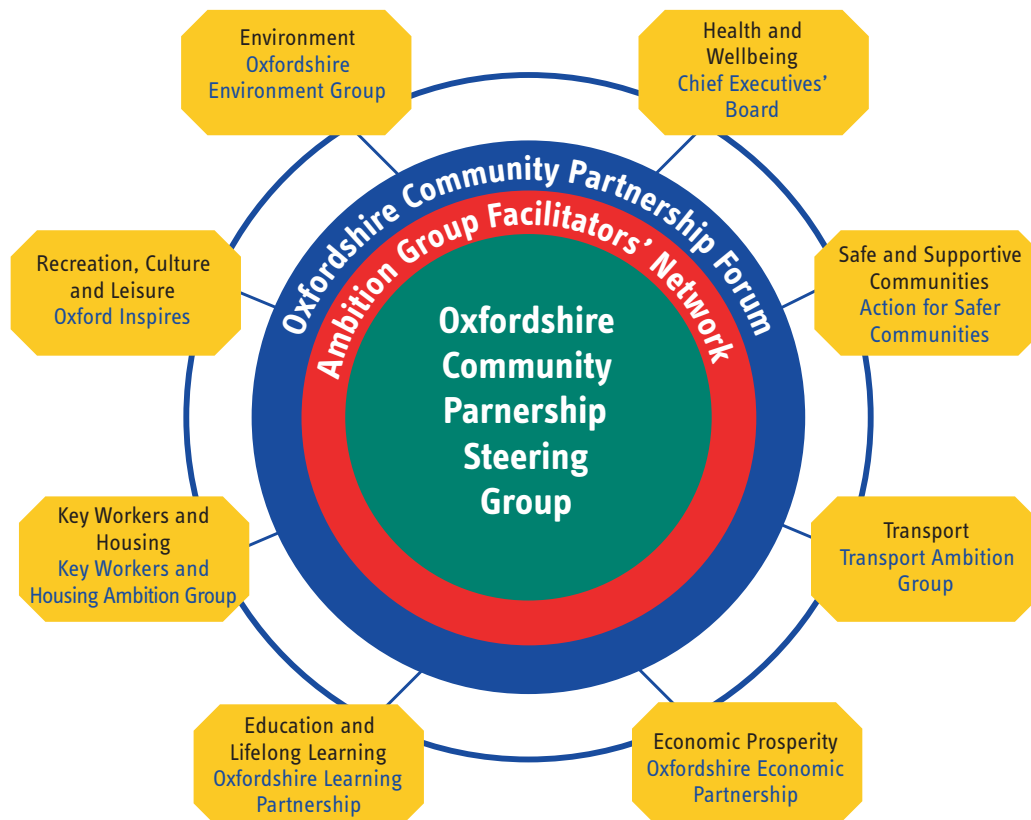 Environment
Oxfordshire
Environment Group
Health and
Wellbeing
Chief Executives’
Board
Oxfordshire Community Partnership Forum
Ambition Group Facilitators’ Network
Recreation, Culture
and Leisure
Oxford Inspires
Safe and Supportive
Communities
Action for Safer
Communities
Oxfordshire
Community
Parnership
Steering
Group
Key Workers and
Housing
Key Workers and
Housing Ambition Group
Transport
Transport Ambition
Group
Education and
Lifelong Learning
Oxfordshire Learning
Partnership
Economic Prosperity
Oxfordshire Economic
Partnership